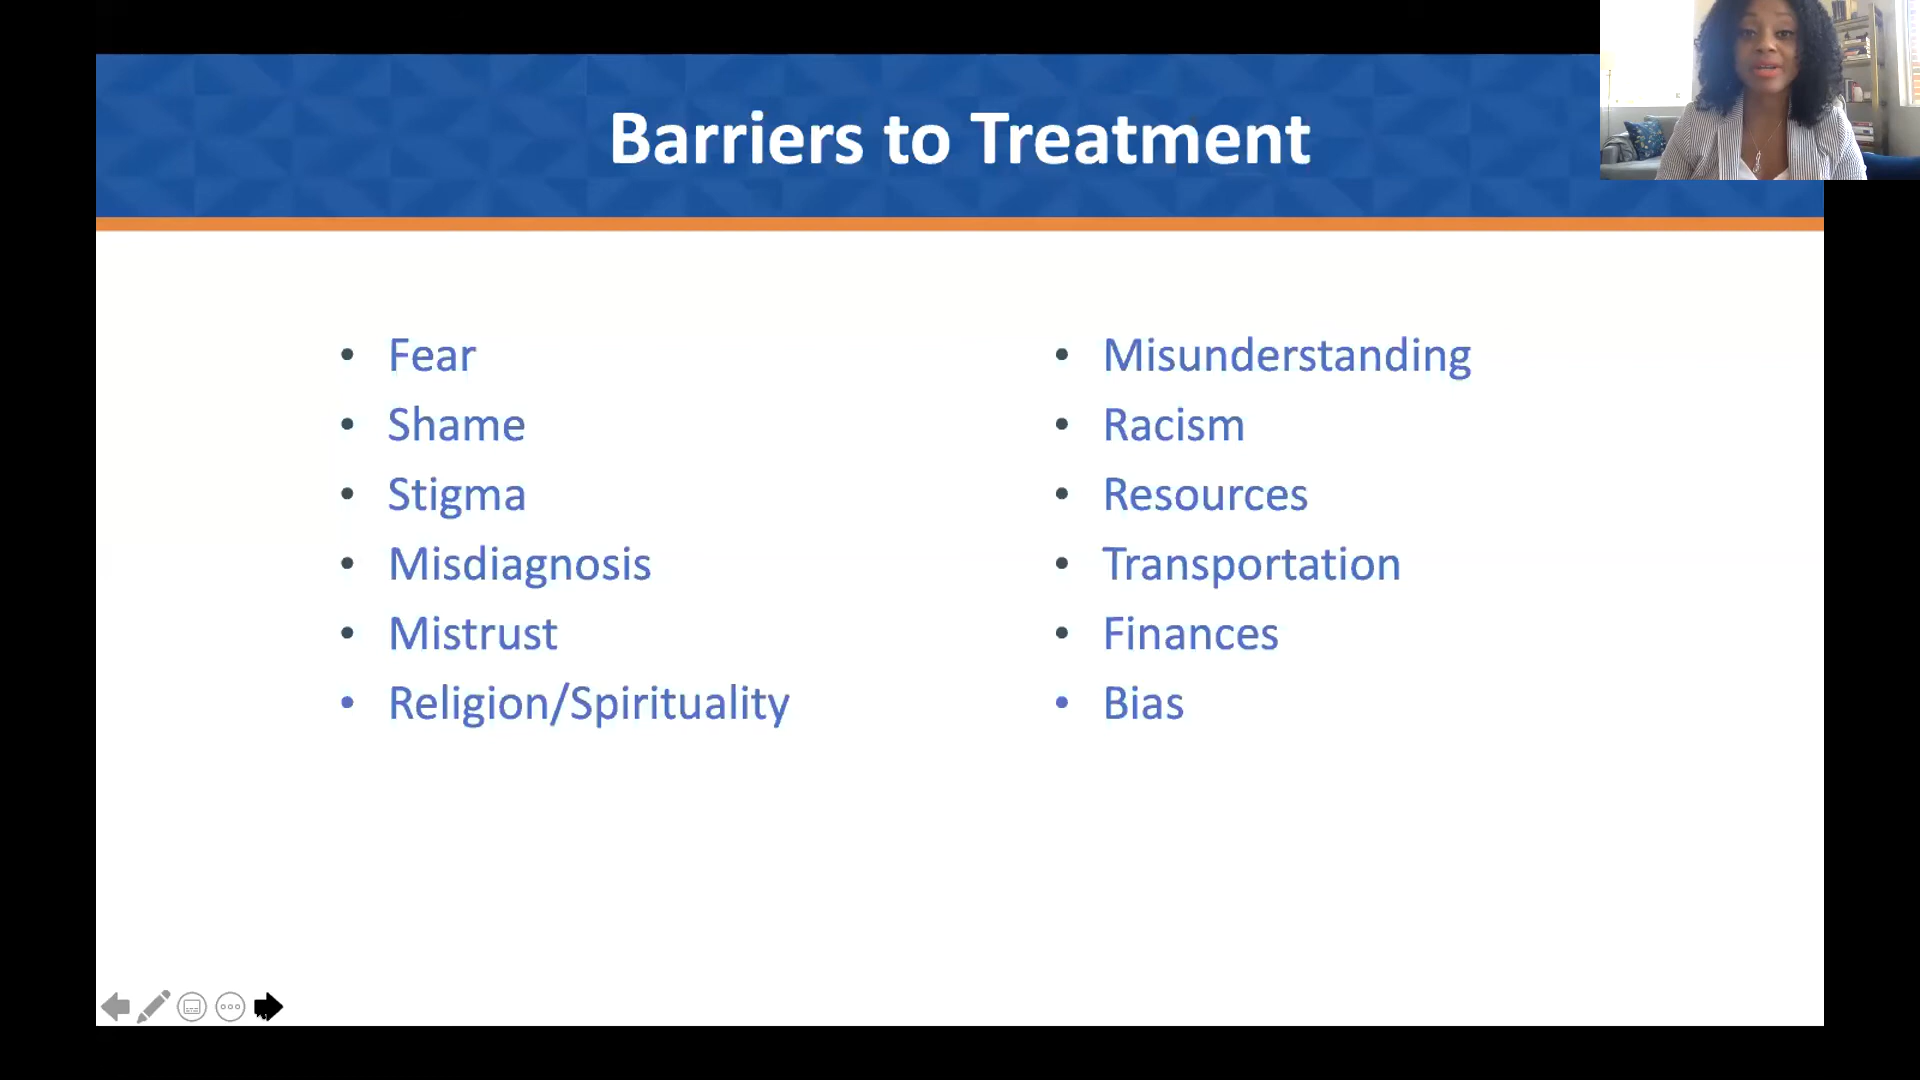 Barriers to Treatment
• Fear
• Shame
• Stigma
• Misdiagnosis
• Mistrust
• Religion/Spirituality
• Misunderstanding
• Racism
• Resources
• Transportation
• Finances
• Bias